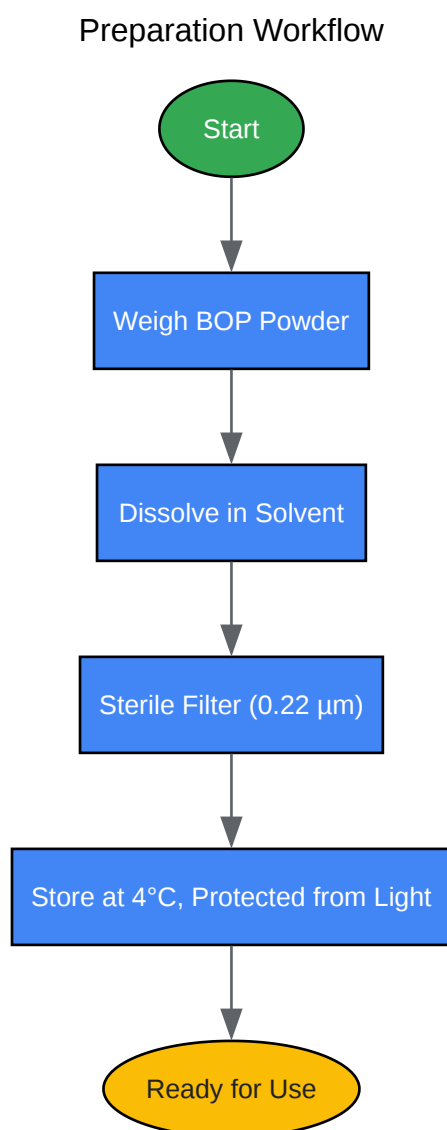 Preparation Workflow
Start
Weigh BOP Powder
Dissolve in Solvent
Sterile Filter (0.22 µm)
Store at 4°C, Protected from Light
Ready for Use